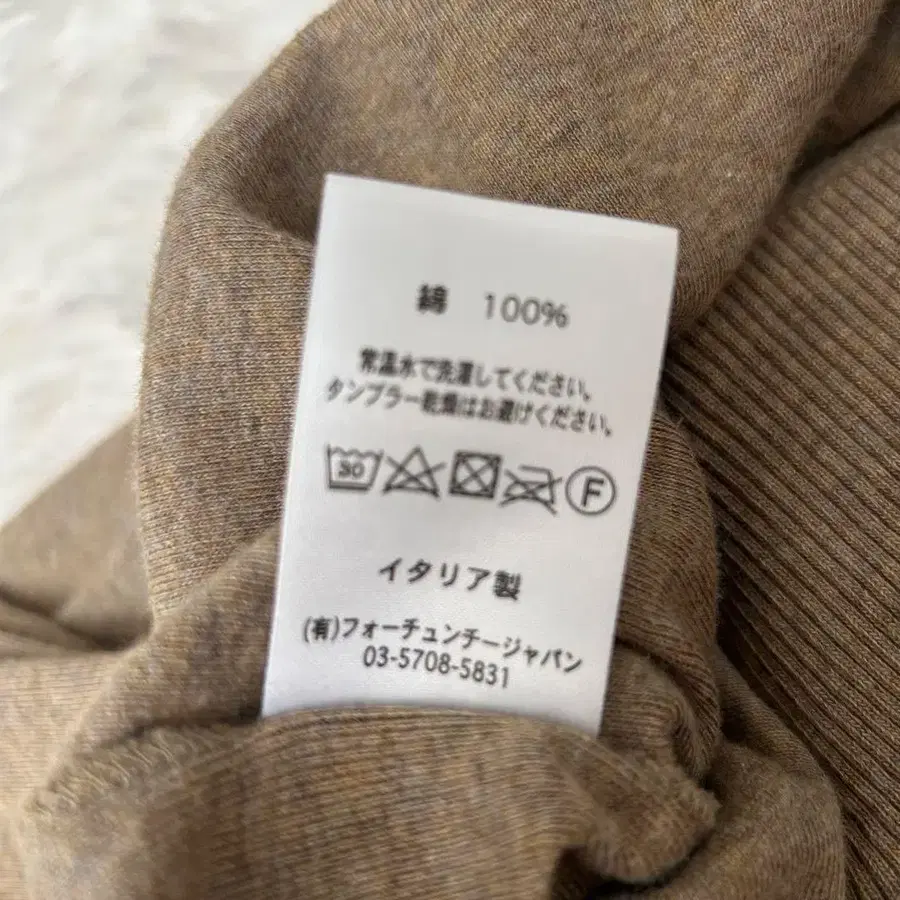 綿 100%
常温水で洗濯してください。
タンブラー乾燥はお避けください。
30 F
イタリア製
(有)フォーチュンチージャパン
03-5708-5831